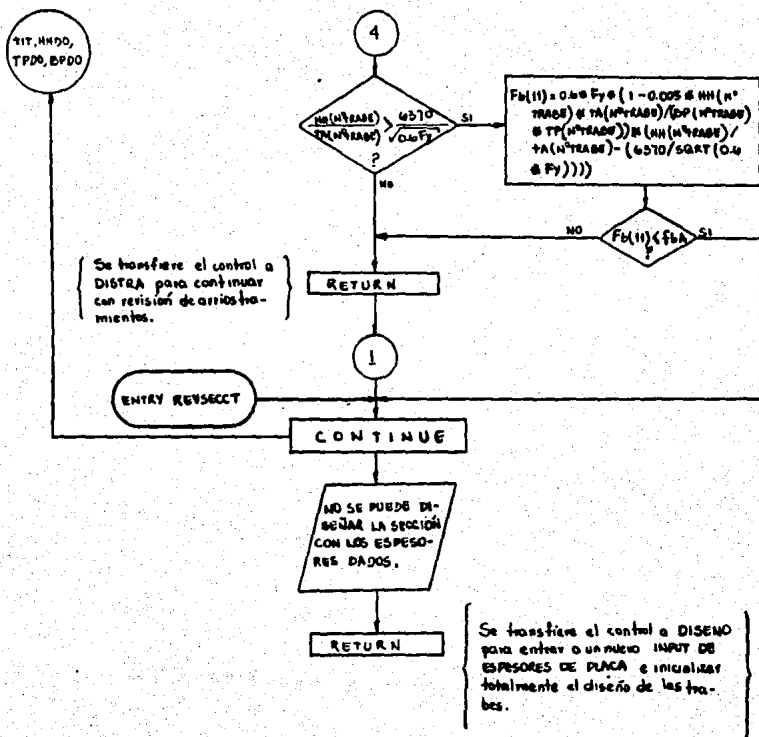 TIT, HHDO,
TPDO, BPDO
4
HH(NºTRABE) > 6370
TA(NºTRABE) √0.6Fy
?
SI
NO
Fb(11) = 0.6 * Fy * (1 - 0.005 * HH(Nº
TRABE) * TA(NºTRABE)/(DP(NºTRABE)
* TP(NºTRABE)) * (HH(NºTRABE)/
TA(NºTRABE) - (6370/SQRT(0.6
* Fy))))
Fb(11) < fbA
?
NO
SI
Se transfiere el control a
DISTRA para continuar
con revisión de arriostra-
mientos.
RETURN
1
ENTRY REVSECCT
CONTINUE
NO SE PUEDE DI-
SEÑAR LA SECCIÓN
CON LOS ESPESO-
RES DADOS.
RETURN
Se transfiere el control a DISENO
para entrar a un nuevo INPUT DE
ESPESORES DE PLACA e inicializar
totalmente el diseño de las tra-
bes.